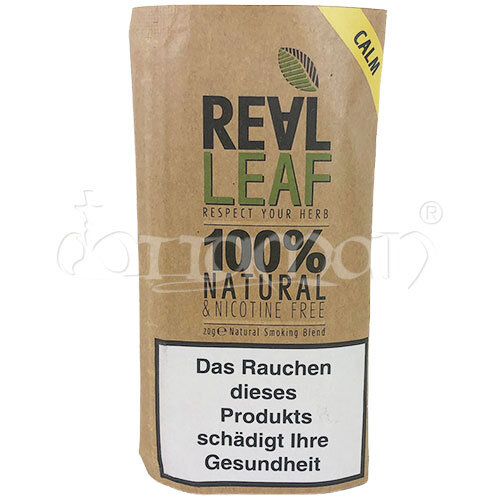 CALM
REAL
LEAF
RESPECT YOUR HERB
100%
NATURAL
& NICOTINE FREE
20g ℮ Natural Smoking Blend
Das Rauchen
dieses
Produkts
schädigt Ihre
Gesundheit